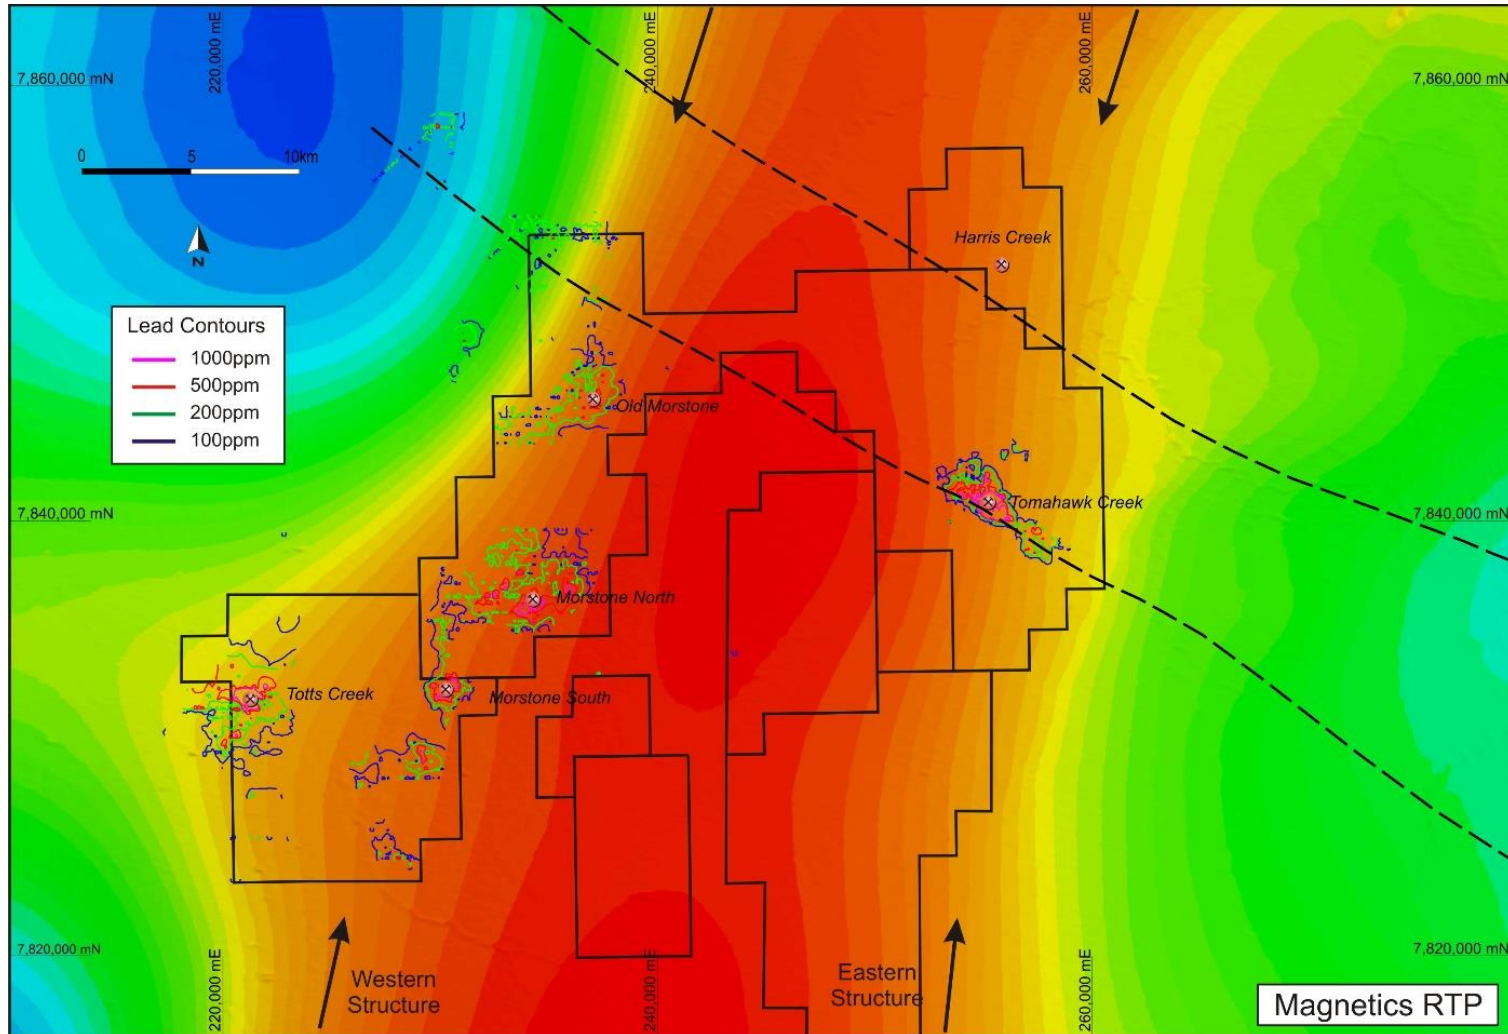 220,000 mE
240,000 mE
260,000 mE
7,860,000 mN
7,860,000 mN
0
5
10km
N
Harris Creek
Lead Contours
1000ppm
500ppm
200ppm
100ppm
Old Morstone
Tomahawk Creek
7,840,000 mN
7,840,000 mN
Morstone North
Totts Creek
Morstone South
7,820,000 mN
7,820,000 mN
Western
Structure
Eastern
Structure
220,000 mE
240,000 mE
260,000 mE
Magnetics RTP